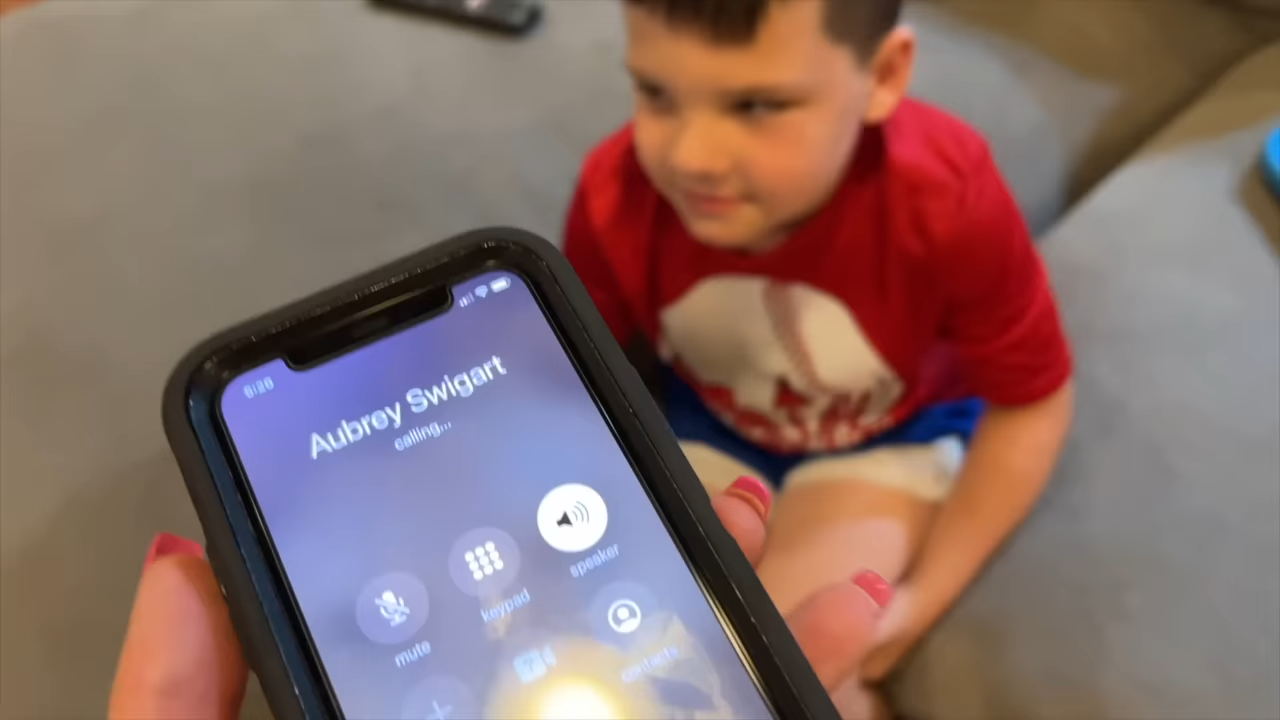 6:26
Aubrey Swigart
calling...
mute
keypad
speaker
contacts